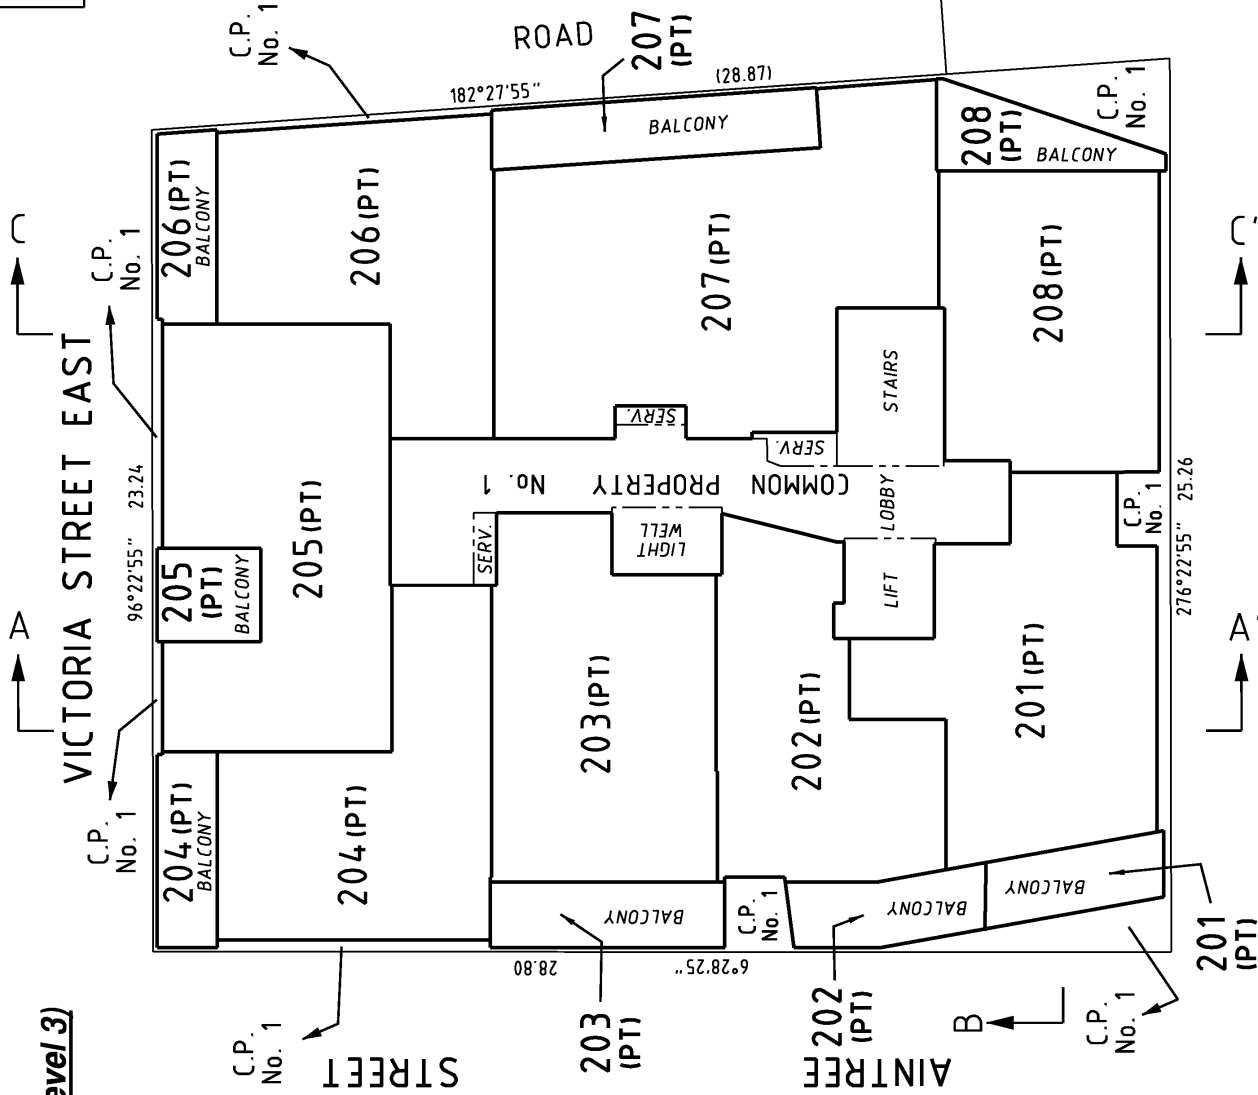 C.P.
No. 1
ROAD
207
(PT)
182°27'55"
(28.87)
BALCONY
C.P.
No. 1
208
(PT)
BALCONY
206(PT)
BALCONY
206(PT)
C
C.P.
No. 1
C'
207(PT)
208(PT)
VICTORIA STREET EAST
STAIRS
SERV.
SERV.
COMMON PROPERTY No. 1
LOBBY
96°22'55" 23.24
205(PT)
SERV.
LIGHT
WELL
C.P.
No. 1
276°22'55" 25.26
205
(PT)
BALCONY
LIFT
A
A'
203(PT)
202(PT)
201(PT)
C.P.
No. 1
204(PT)
BALCONY
204(PT)
BALCONY
C.P.
No. 1
BALCONY
BALCONY
201
(PT)
28.80
6°28'25"
203
(PT)
202
(PT)
B
C.P.
No. 1
C.P.
No. 1
AINTREE STREET
evel 3)